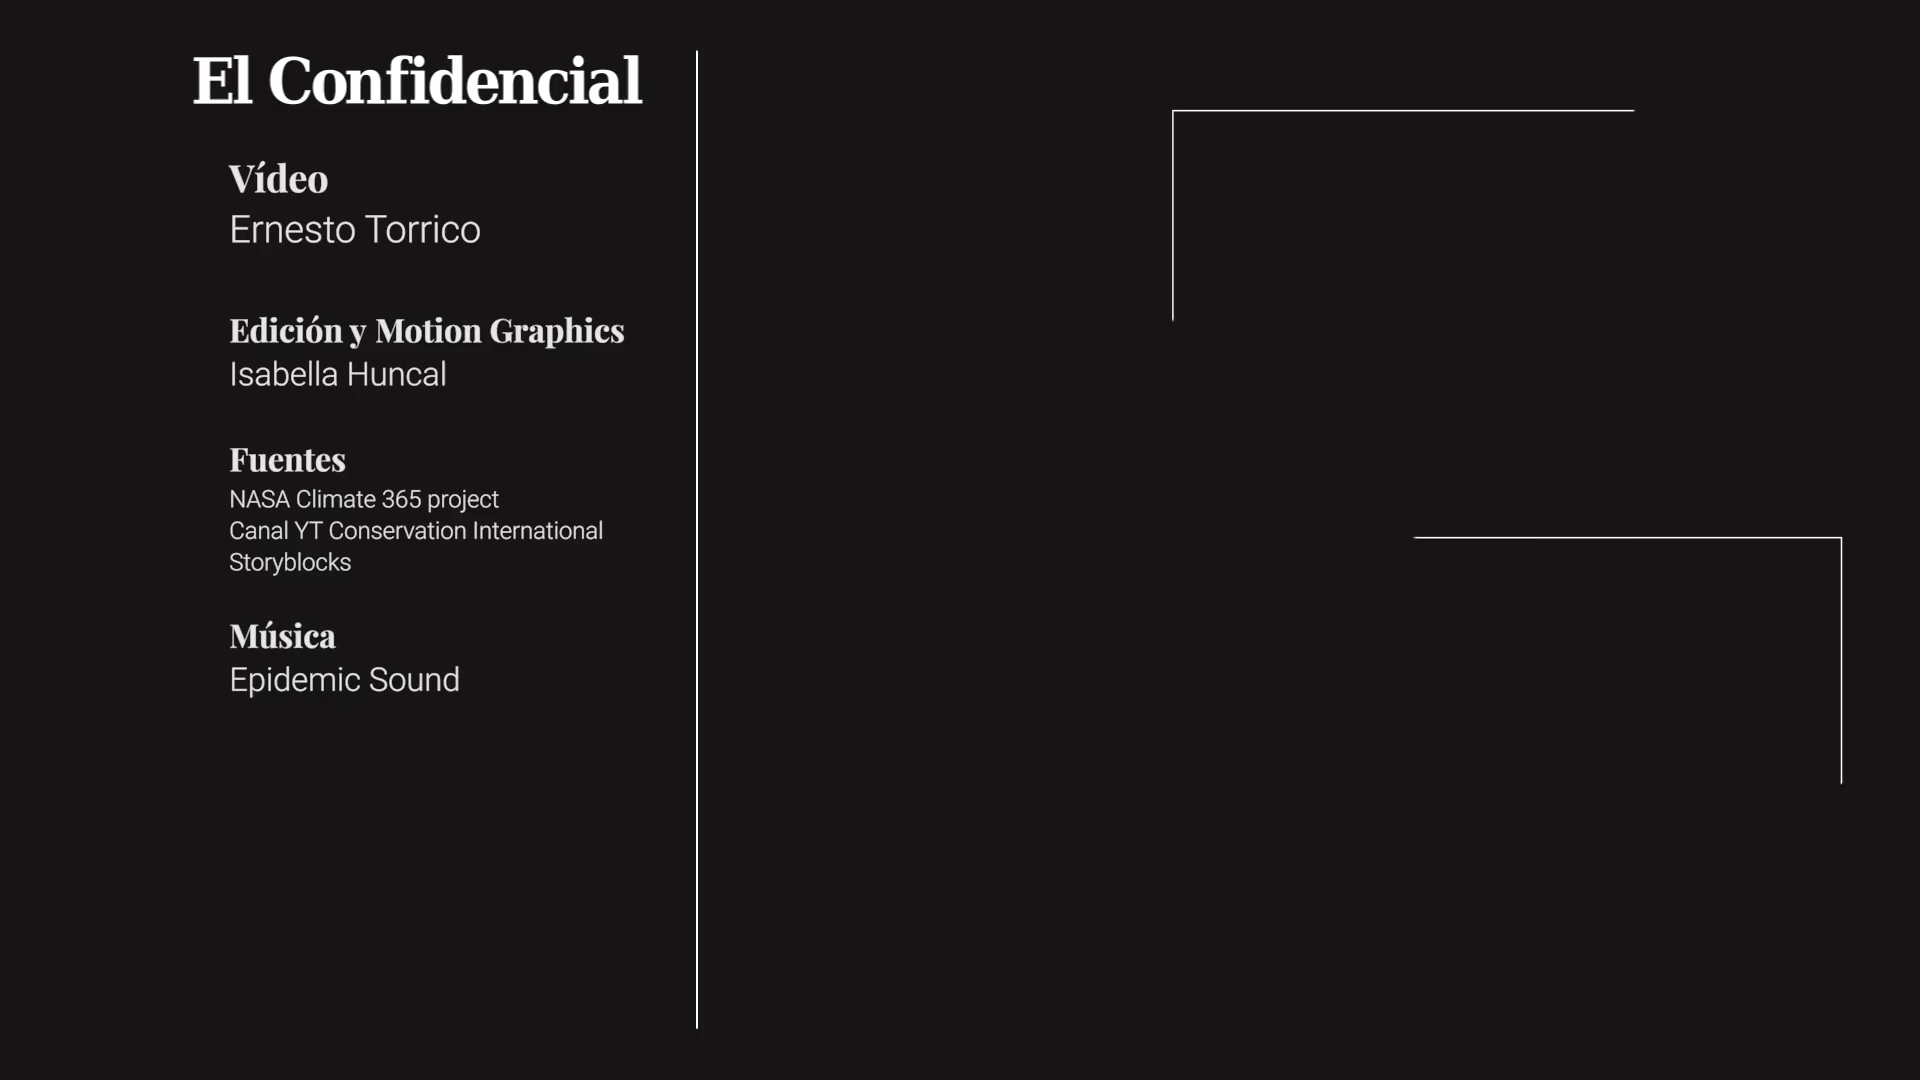 El Confidencial
Vídeo
Ernesto Torrico
Edición y Motion Graphics
Isabella Huncal
Fuentes
NASA Climate 365 project
Canal YT Conservation International
Storyblocks
Música
Epidemic Sound